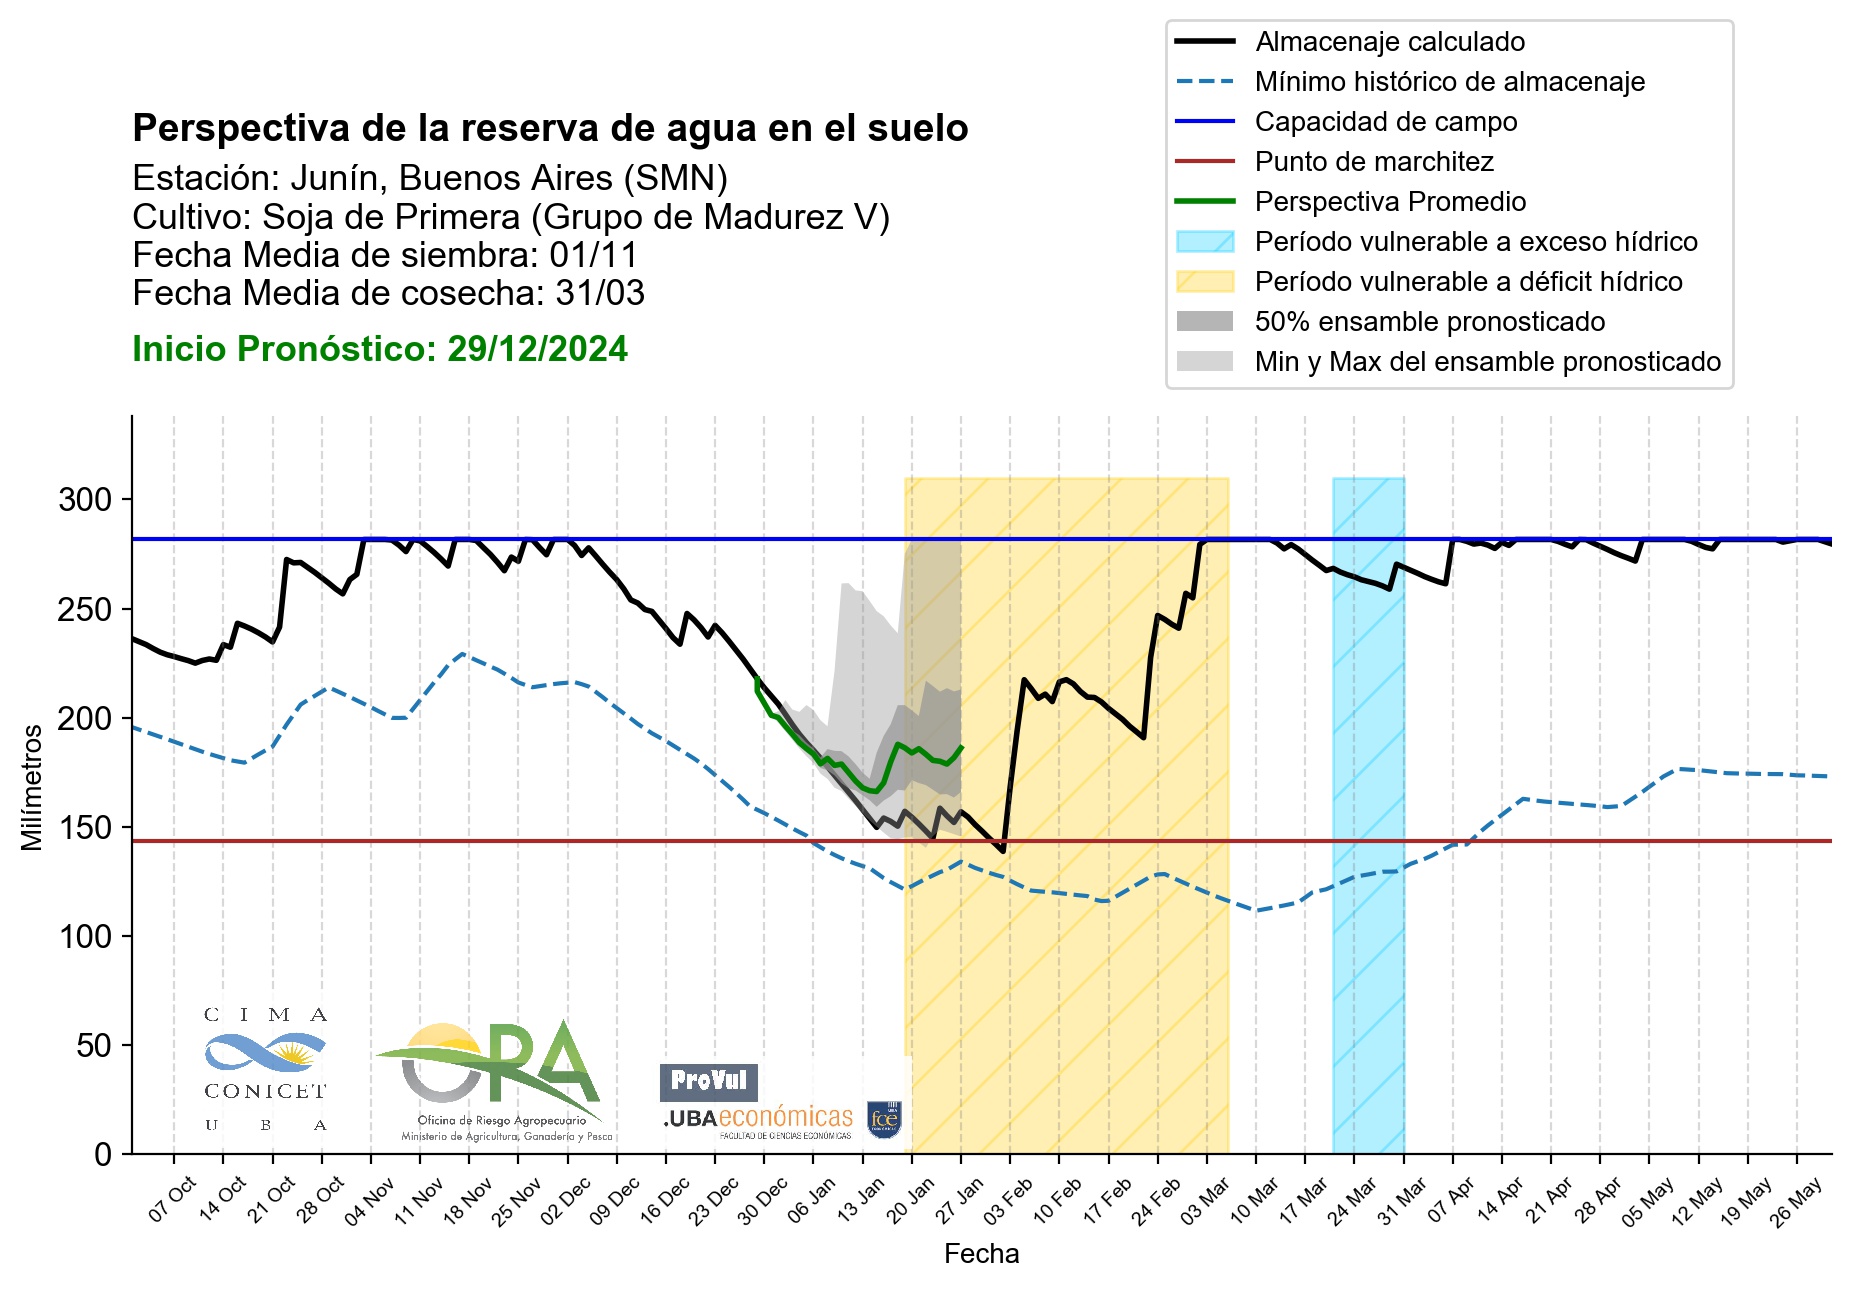 Almacenaje calculado
Mínimo histórico de almacenaje
Capacidad de campo
Punto de marchitez
Perspectiva Promedio
Período vulnerable a exceso hídrico
Período vulnerable a déficit hídrico
50% ensamble pronosticado
Min y Max del ensamble pronosticado
Perspectiva de la reserva de agua en el suelo
Estación: Junín, Buenos Aires (SMN)
Cultivo: Soja de Primera (Grupo de Madurez V)
Fecha Media de siembra: 01/11
Fecha Media de cosecha: 31/03
Inicio Pronóstico: 29/12/2024
Milímetros
300
250
200
150
100
50
0
C I M A
CONICET
U B A
ORA
Oficina de Riesgo Agropecuario
Ministerio de Agricultura, Ganadería y Pesca
ProVul
.UBAeconómicas
FACULTAD DE CIENCIAS ECONÓMICAS
UBA
fce
ECONÓMICAS
07 Oct
14 Oct
21 Oct
28 Oct
04 Nov
11 Nov
18 Nov
25 Nov
02 Dec
09 Dec
16 Dec
23 Dec
30 Dec
06 Jan
13 Jan
20 Jan
27 Jan
03 Feb
10 Feb
17 Feb
24 Feb
03 Mar
10 Mar
17 Mar
24 Mar
31 Mar
07 Apr
14 Apr
21 Apr
28 Apr
05 May
12 May
19 May
26 May
Fecha